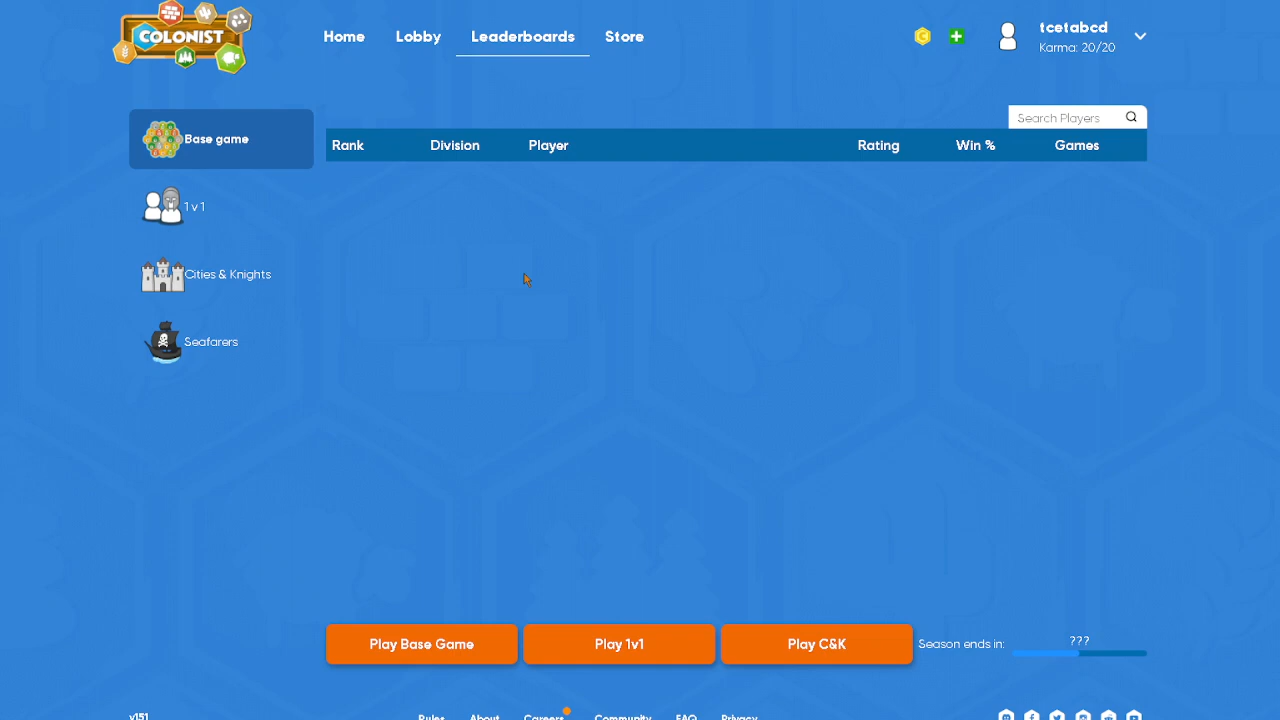 COLONIST
Home Lobby Leaderboards Store
tcetabcd
Karma: 20/20
Search Players
Base game
1 v 1
Cities & Knights
Seafarers
Rank Division Player Rating Win % Games
Play Base Game Play 1v1 Play C&K Season ends in: ???
v151 Rules About Careers Community FAQ Privacy